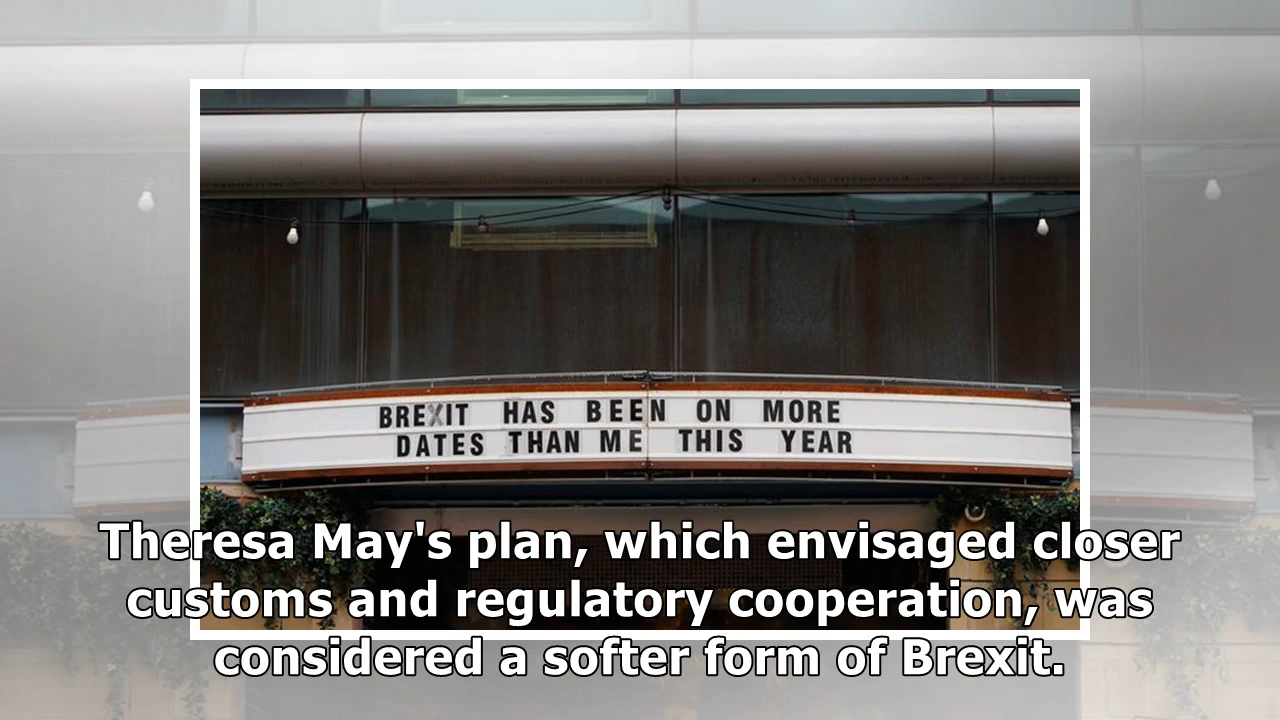 BREXIT HAS BEEN ON MORE
DATES THAN ME THIS YEAR
Theresa May's plan, which envisaged closer
customs and regulatory cooperation, was
considered a softer form of Brexit.